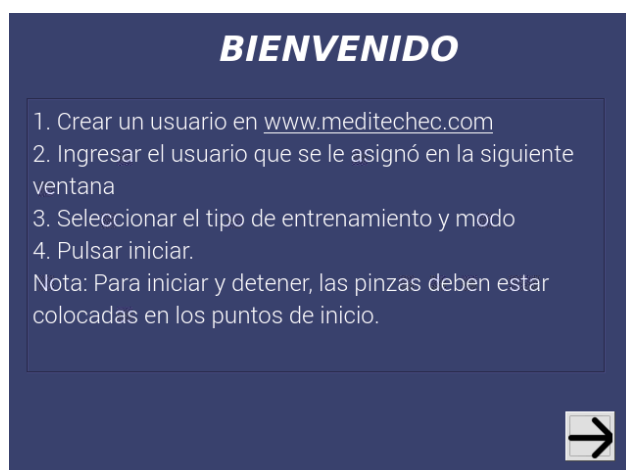 BIENVENIDO
1. Crear un usuario en www.meditechec.com
2. Ingresar el usuario que se le asignó en la siguiente
ventana
3. Seleccionar el tipo de entrenamiento y modo
4. Pulsar iniciar.
Nota: Para iniciar y detener, las pinzas deben estar
colocadas en los puntos de inicio.